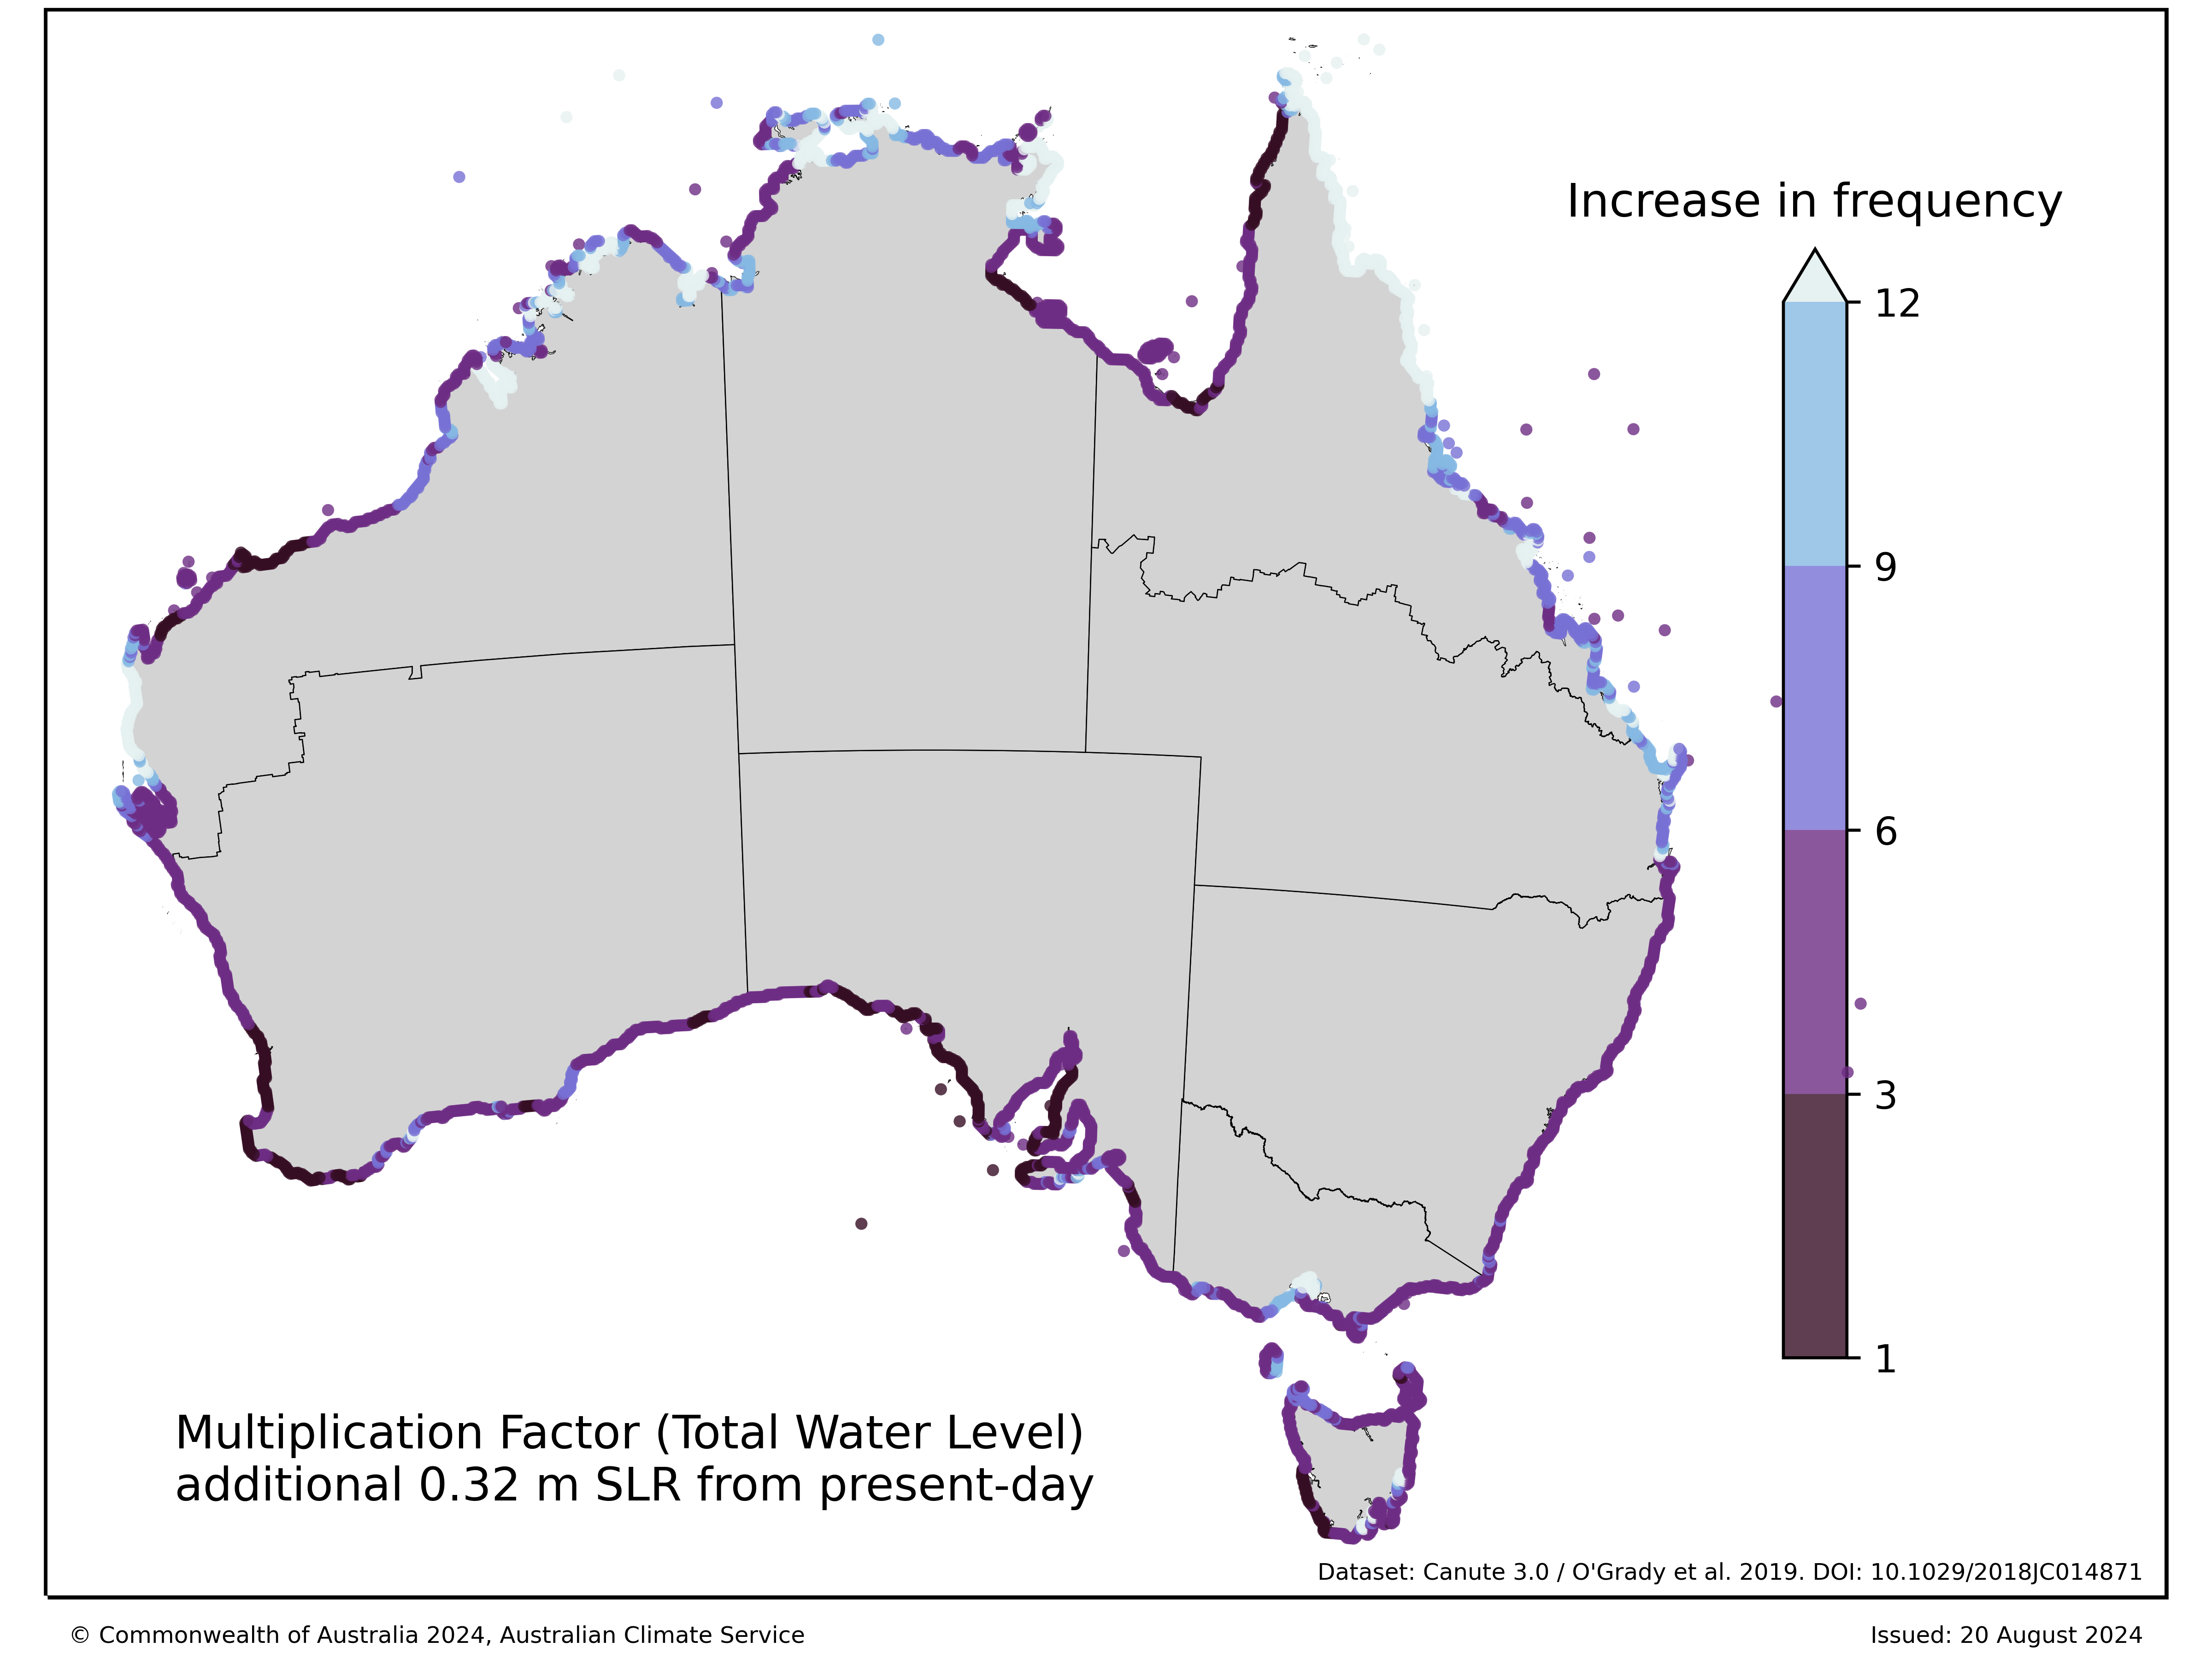 Increase in frequency
12
9
6
3
1
Multiplication Factor (Total Water Level)
additional 0.32 m SLR from present-day
Dataset: Canute 3.0 / O'Grady et al. 2019. DOI: 10.1029/2018JC014871
© Commonwealth of Australia 2024, Australian Climate Service
Issued: 20 August 2024